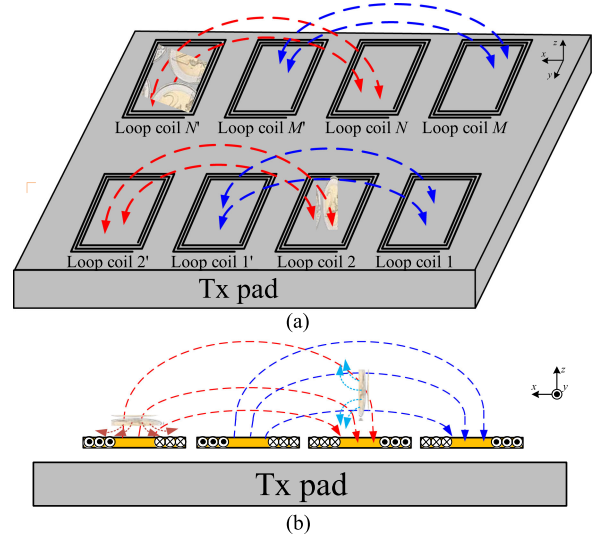 z
x
y
Loop coil N' Loop coil M' Loop coil N Loop coil M
Loop coil 2' Loop coil 1' Loop coil 2 Loop coil 1
Tx pad
(a)
z
x y
Tx pad
(b)